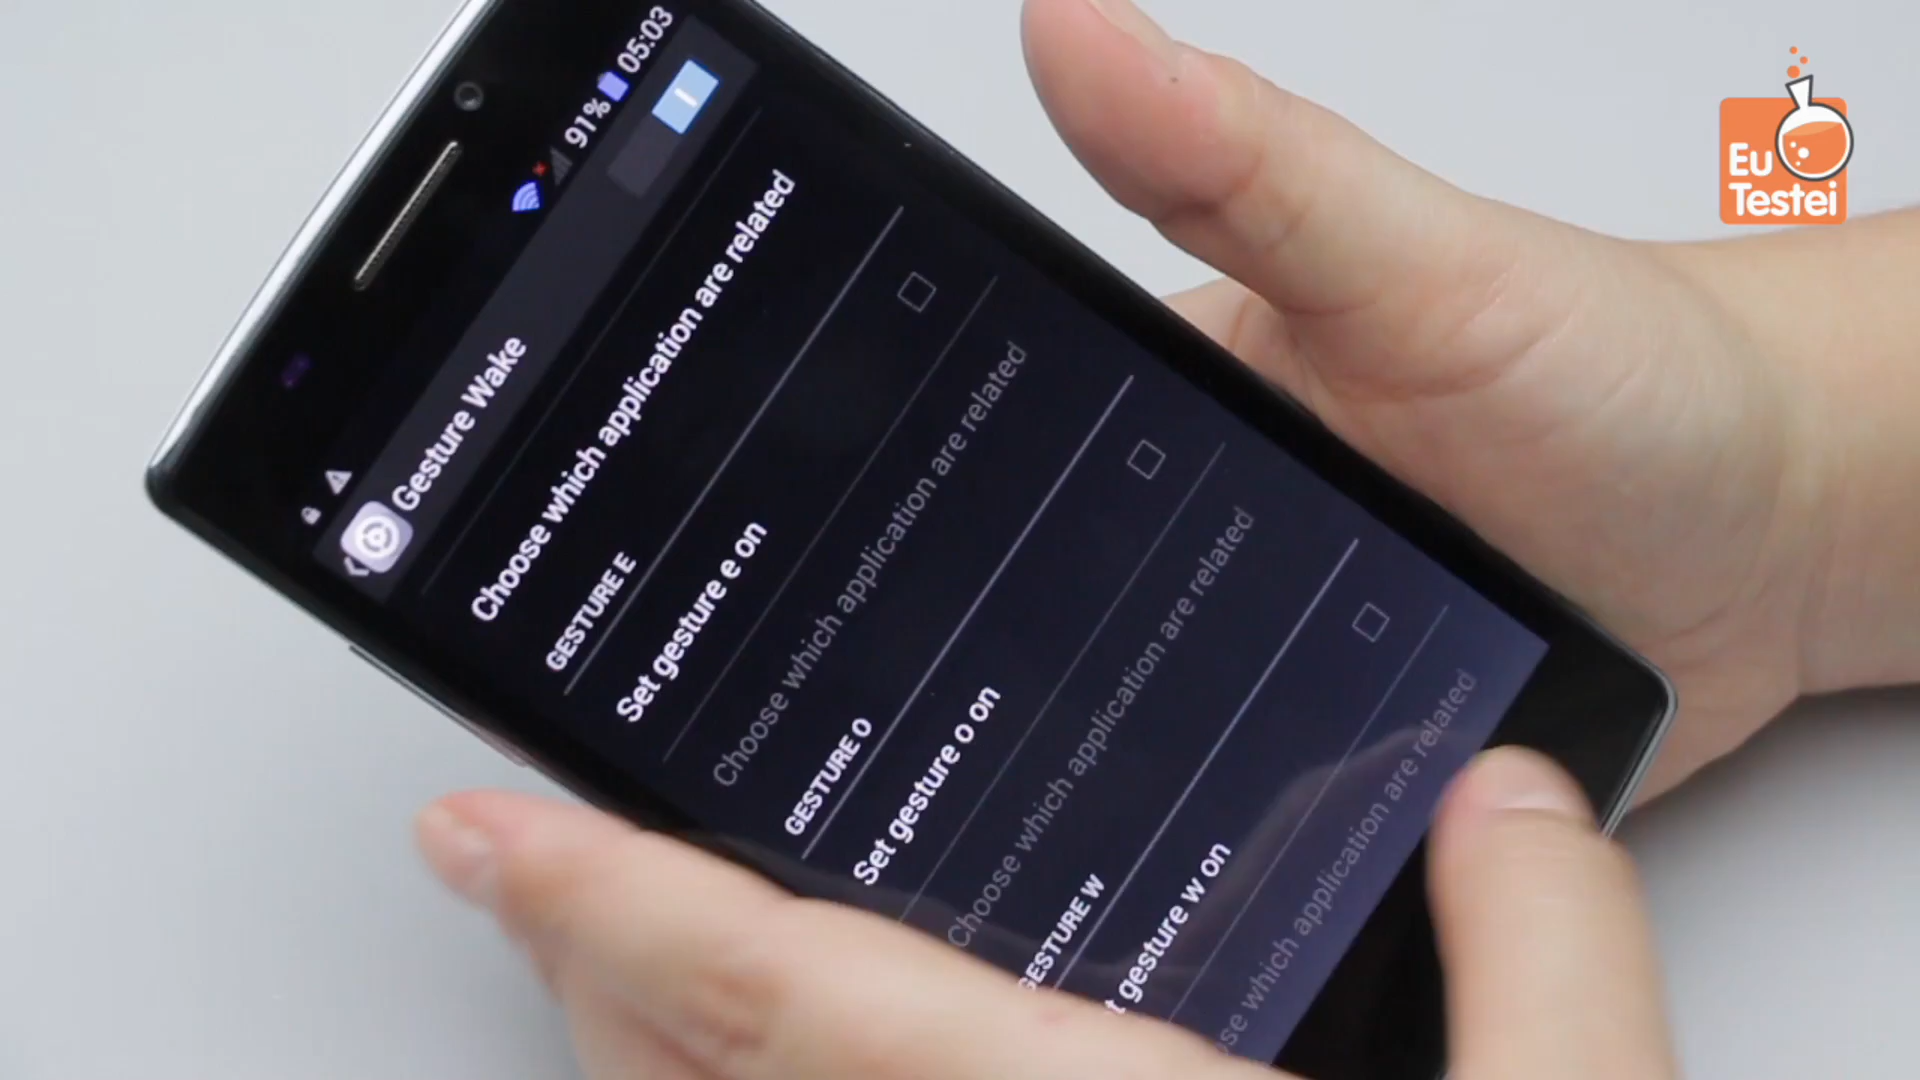 91% 05:03
Gesture Wake
Choose which application are related
GESTURE E
Set gesture e on
Choose which application are related
GESTURE O
Set gesture o on
Choose which application are related
GESTURE W
gesture w on
which application are related
Eu
Testei